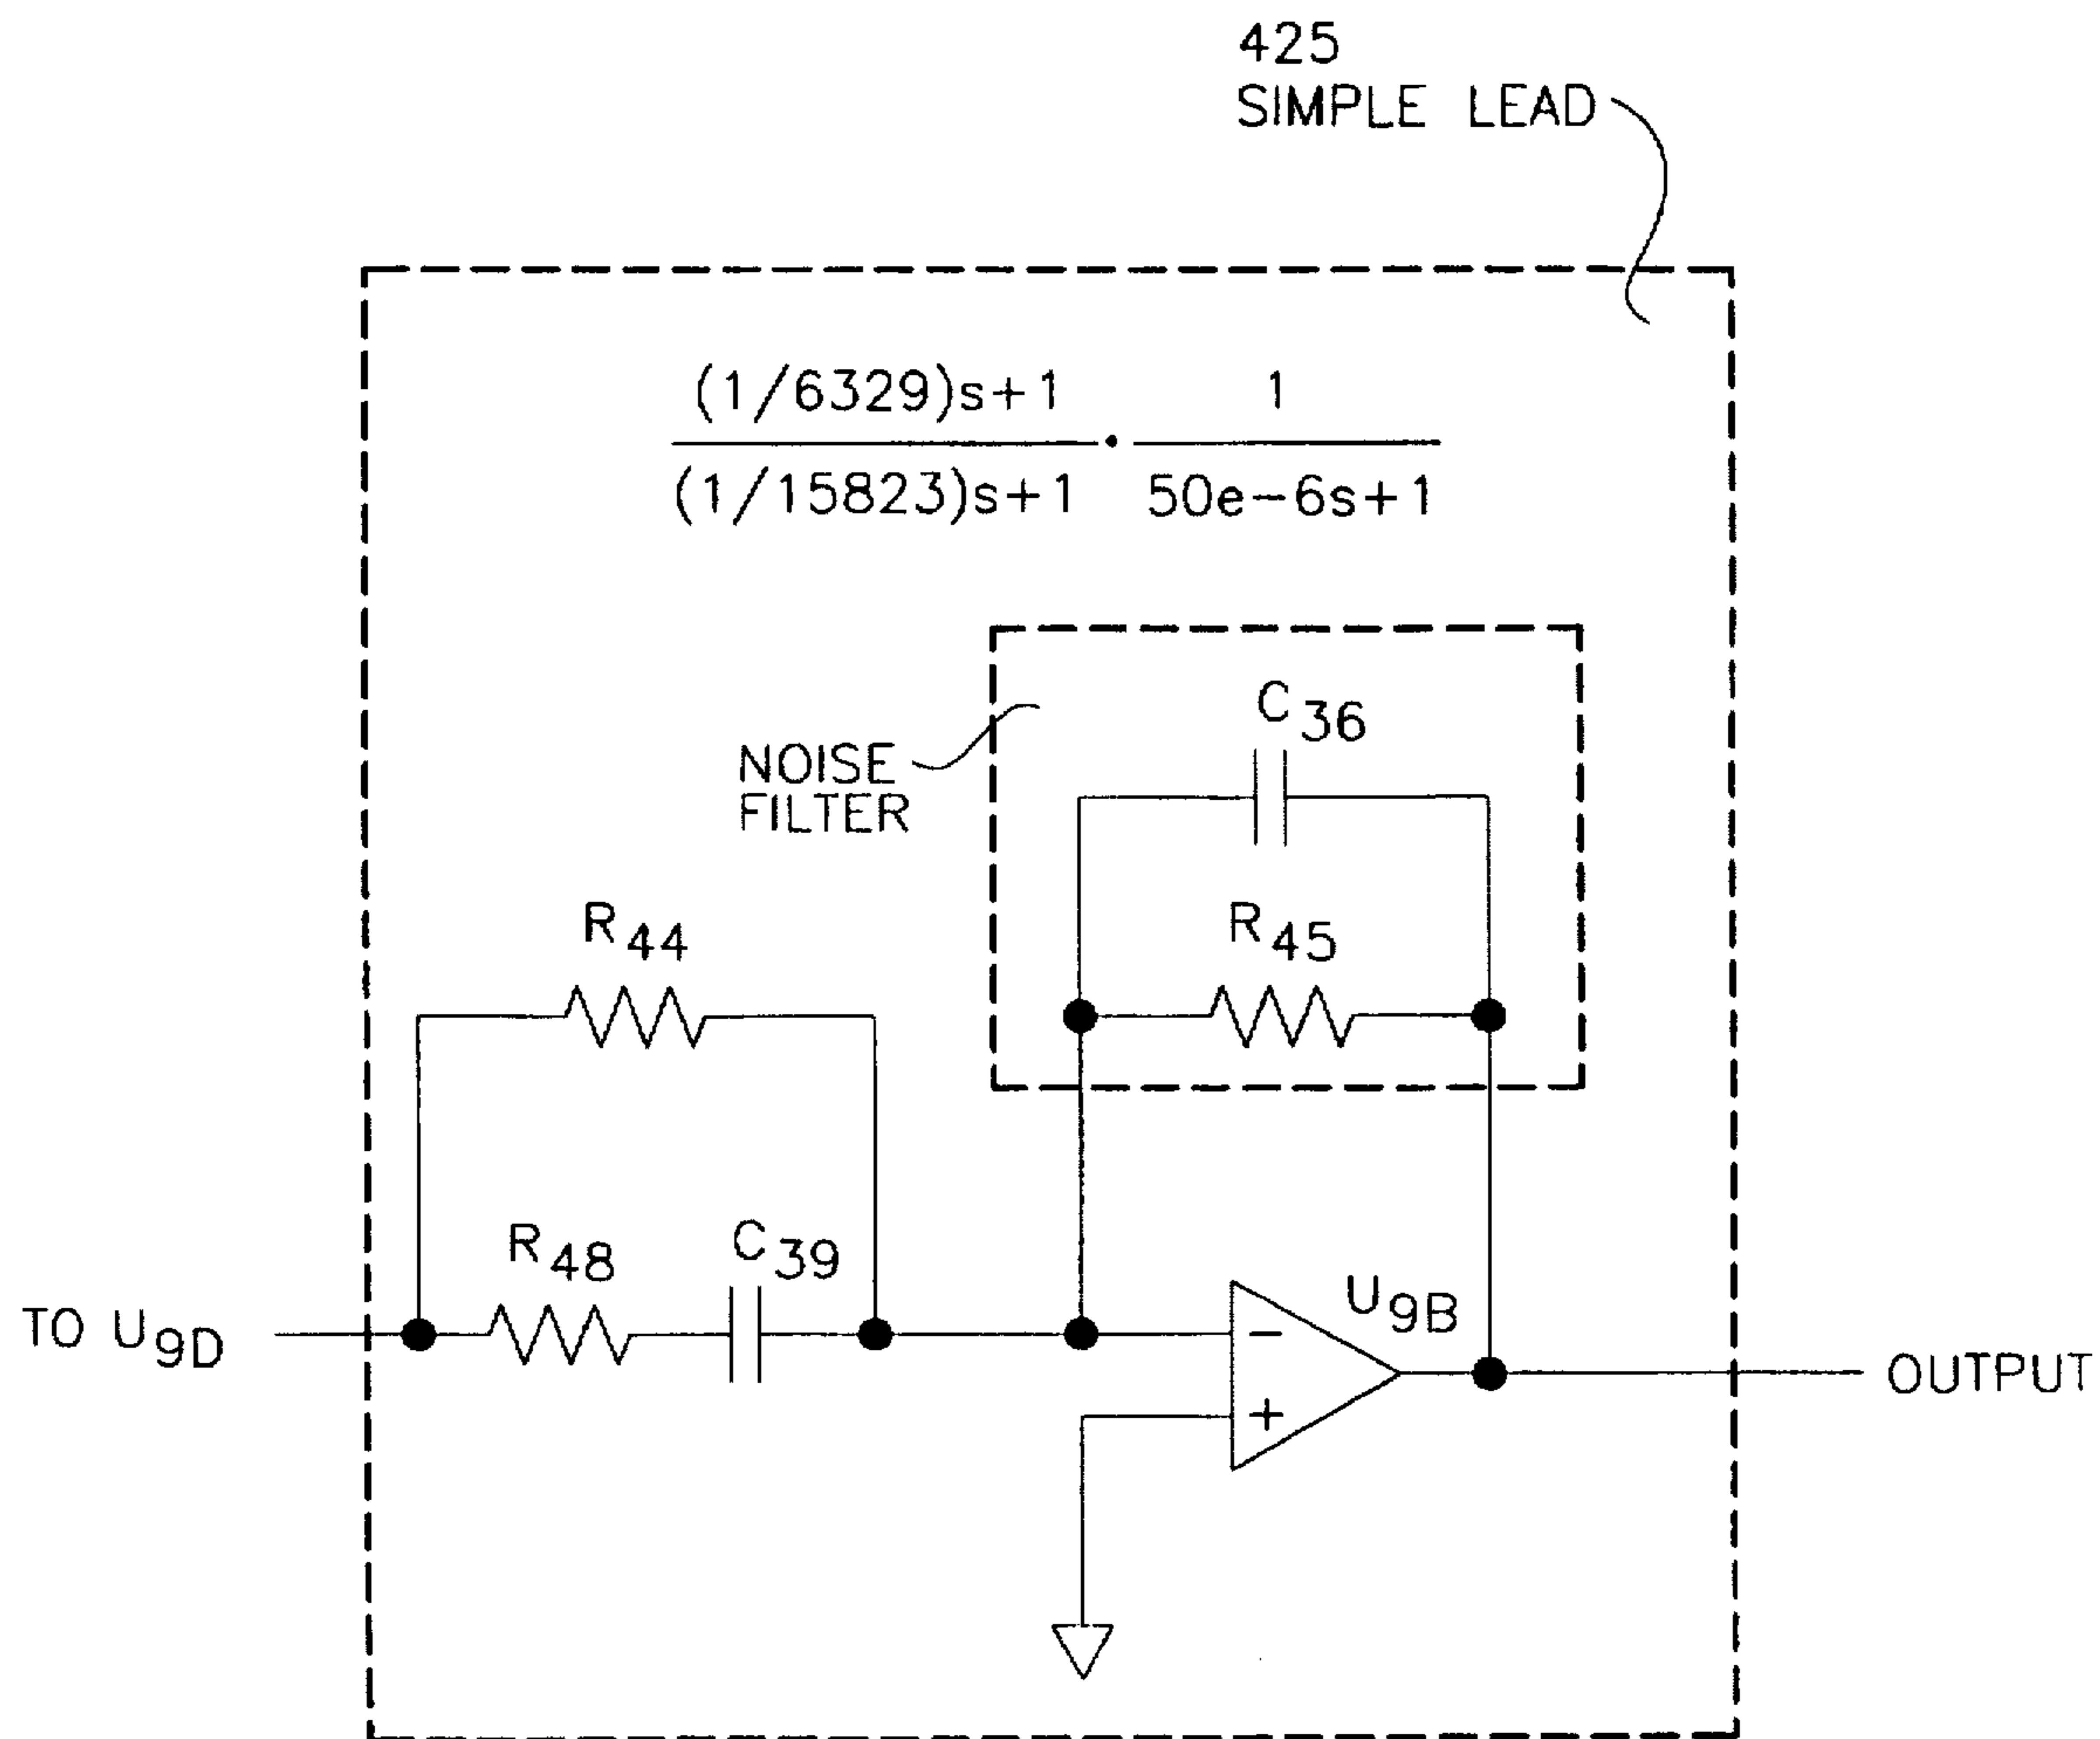 425
SIMPLE LEAD
(1/6329)s+1 1
(1/15823)s+1 · 50e-6s+1
C36
NOISE
FILTER
R44
R45
R48
C39
U9B
TO U9D
-
+
OUTPUT